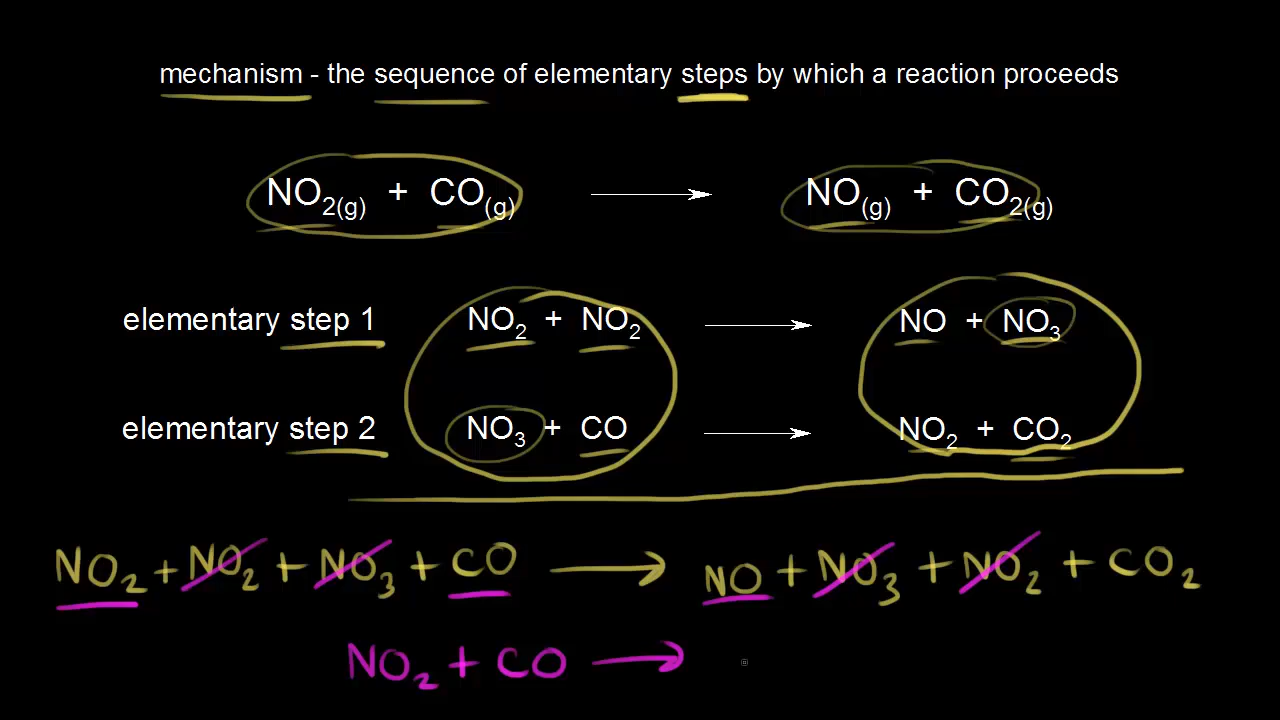 mechanism - the sequence of elementary steps by which a reaction proceeds
NO₂(g) + CO(g) → NO(g) + CO₂(g)
elementary step 1 NO₂ + NO₂ → NO + NO₃
elementary step 2 NO₃ + CO → NO₂ + CO₂
NO₂ + NO₂ + NO₃ + CO → NO + NO₃ + NO₂ + CO₂
NO₂ + CO →